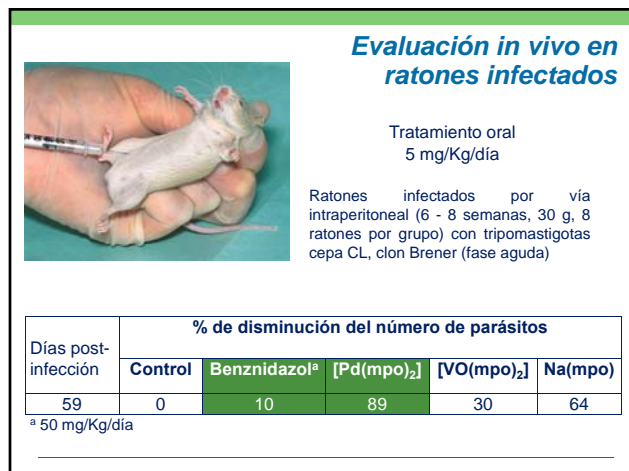 Evaluación in vivo en
ratones infectados
Tratamiento oral
5 mg/Kg/día
Ratones infectados por vía
intraperitoneal (6 - 8 semanas, 30 g, 8
ratones por grupo) con tripomastigotas
cepa CL, clon Brener (fase aguda)
Días post-infección
% de disminución del número de parásitos
Control Benznidazolᵃ [Pd(mpo)₂] [VO(mpo)₂] Na(mpo)
59 0 10 89 30 64
ᵃ 50 mg/Kg/día